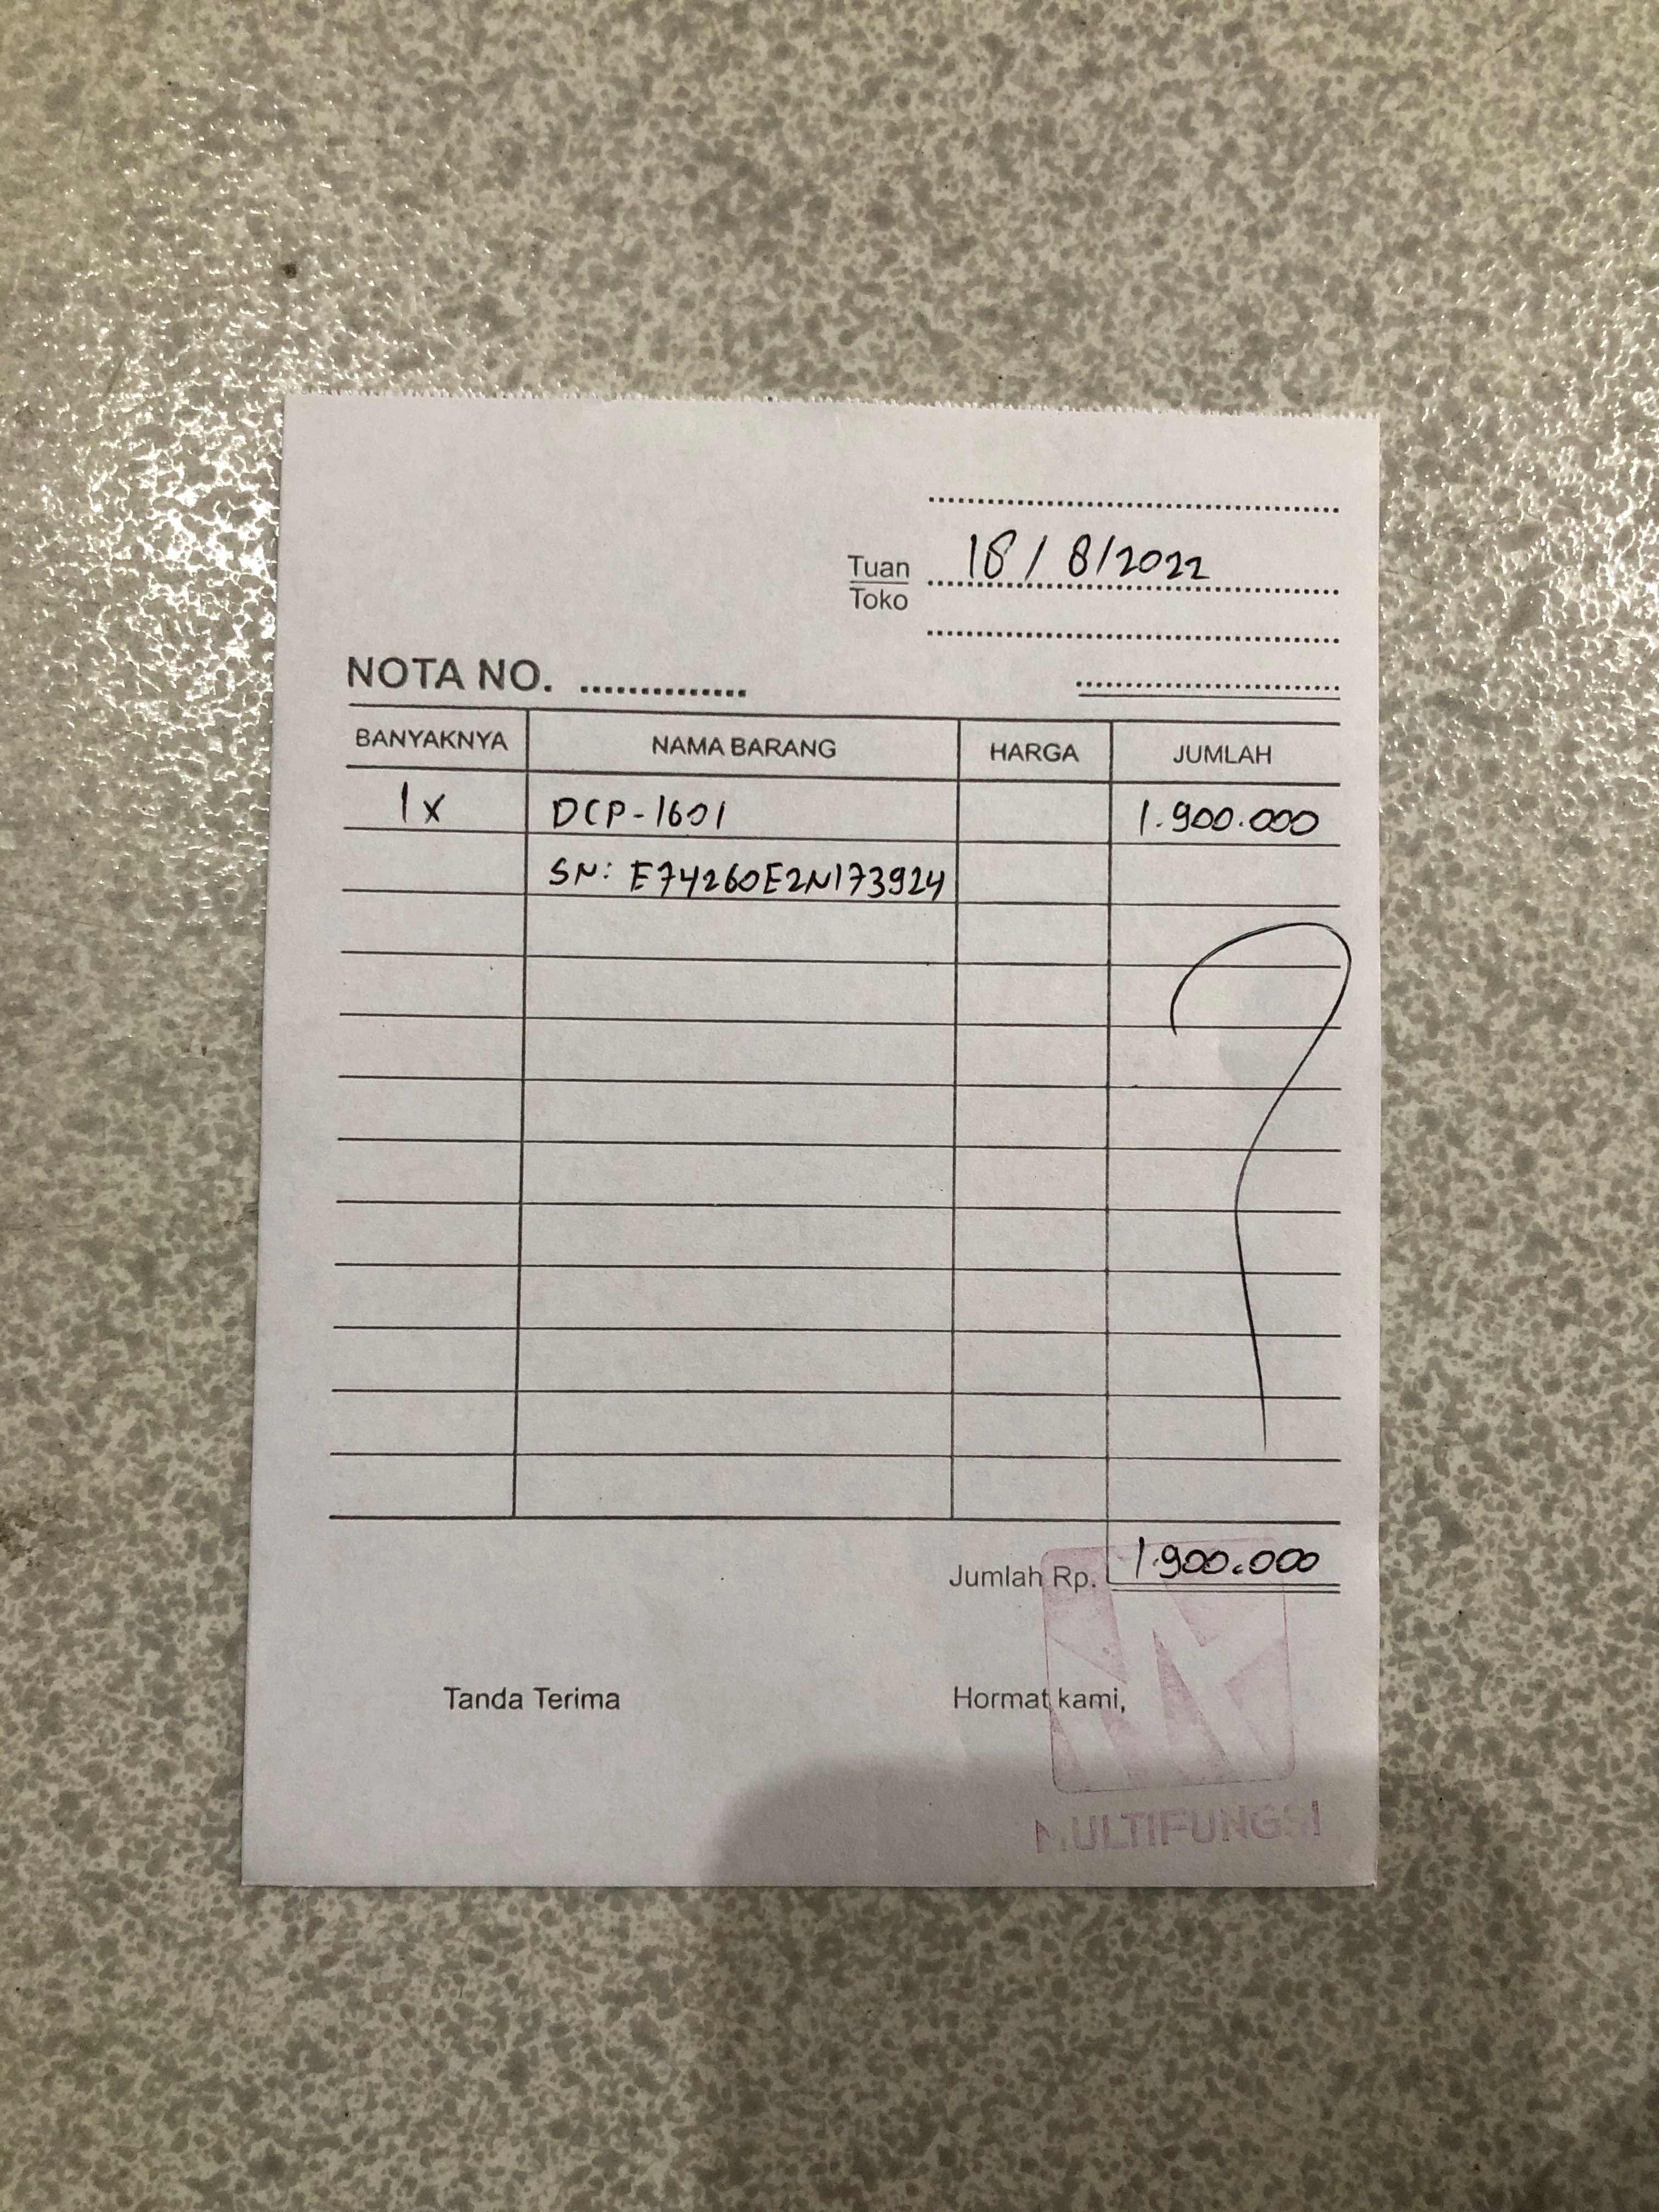 18/8/2022
Tuan
Toko
NOTA NO.
BANYAKNYA NAMA BARANG HARGA JUMLAH
1x DCP-1601 1.900.000
SN: E74260E2N173924
Jumlah Rp. 1.900.000
Tanda Terima Hormat kami,
MULTIFUNGSI